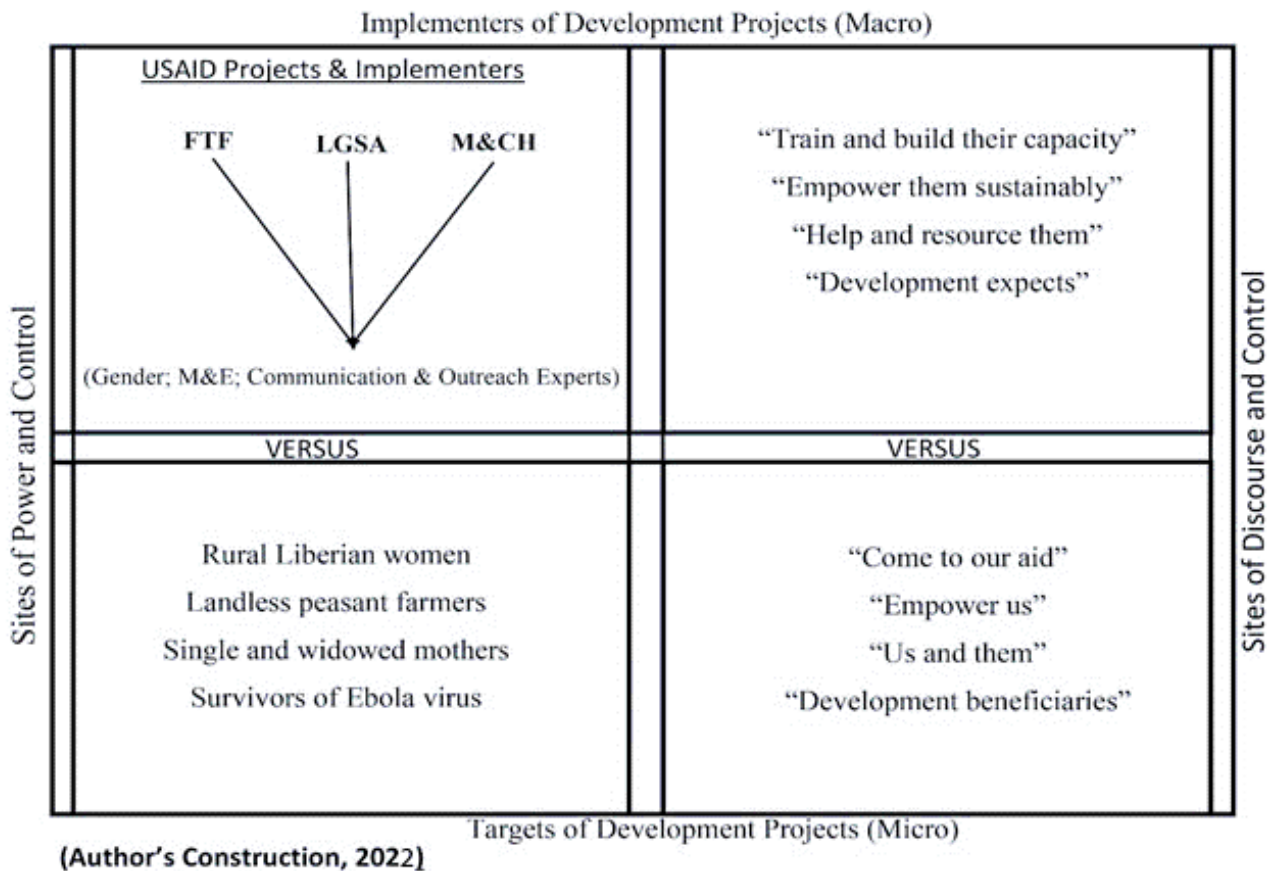 Implementers of Development Projects (Macro)
USAID Projects & Implementers
FTF LGSA M&CH
(Gender; M&E; Communication & Outreach Experts)
“Train and build their capacity”
“Empower them sustainably”
“Help and resource them”
“Development expects”
Sites of Power and Control
Sites of Discourse and Control
VERSUS
VERSUS
Rural Liberian women
Landless peasant farmers
Single and widowed mothers
Survivors of Ebola virus
“Come to our aid”
“Empower us”
“Us and them”
“Development beneficiaries”
Targets of Development Projects (Micro)
(Author’s Construction, 2022)